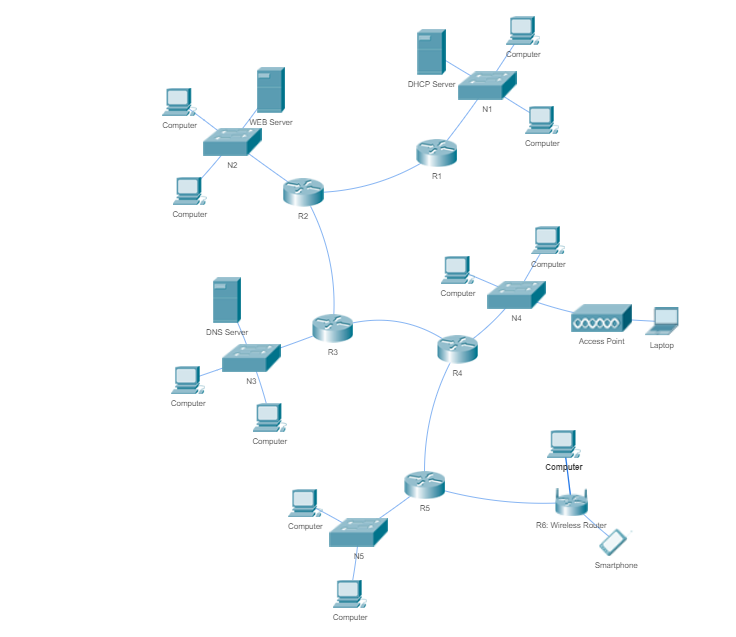 Computer
DHCP Server
N1
Computer
Computer
WEB Server
N2
Computer
R1
R2
Computer
N4
Computer
Access Point
Laptop
DNS Server
R3
R4
N3
Computer
Computer
Computer
R5
R6: Wireless Router
Smartphone
Computer
N5
Computer